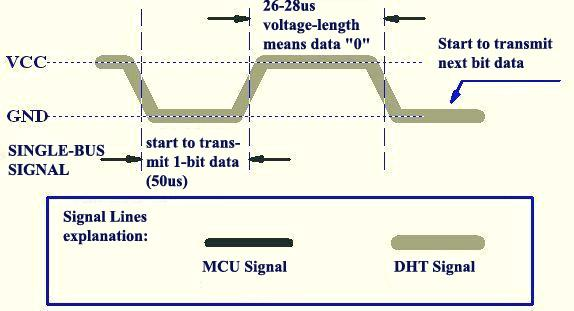 26-28us
voltage-length
means data "0"
Start to transmit
next bit data
VCC
GND
SINGLE-BUS
SIGNAL
start to trans-
mit 1-bit data
(50us)
Signal Lines
explanation:
MCU Signal
DHT Signal